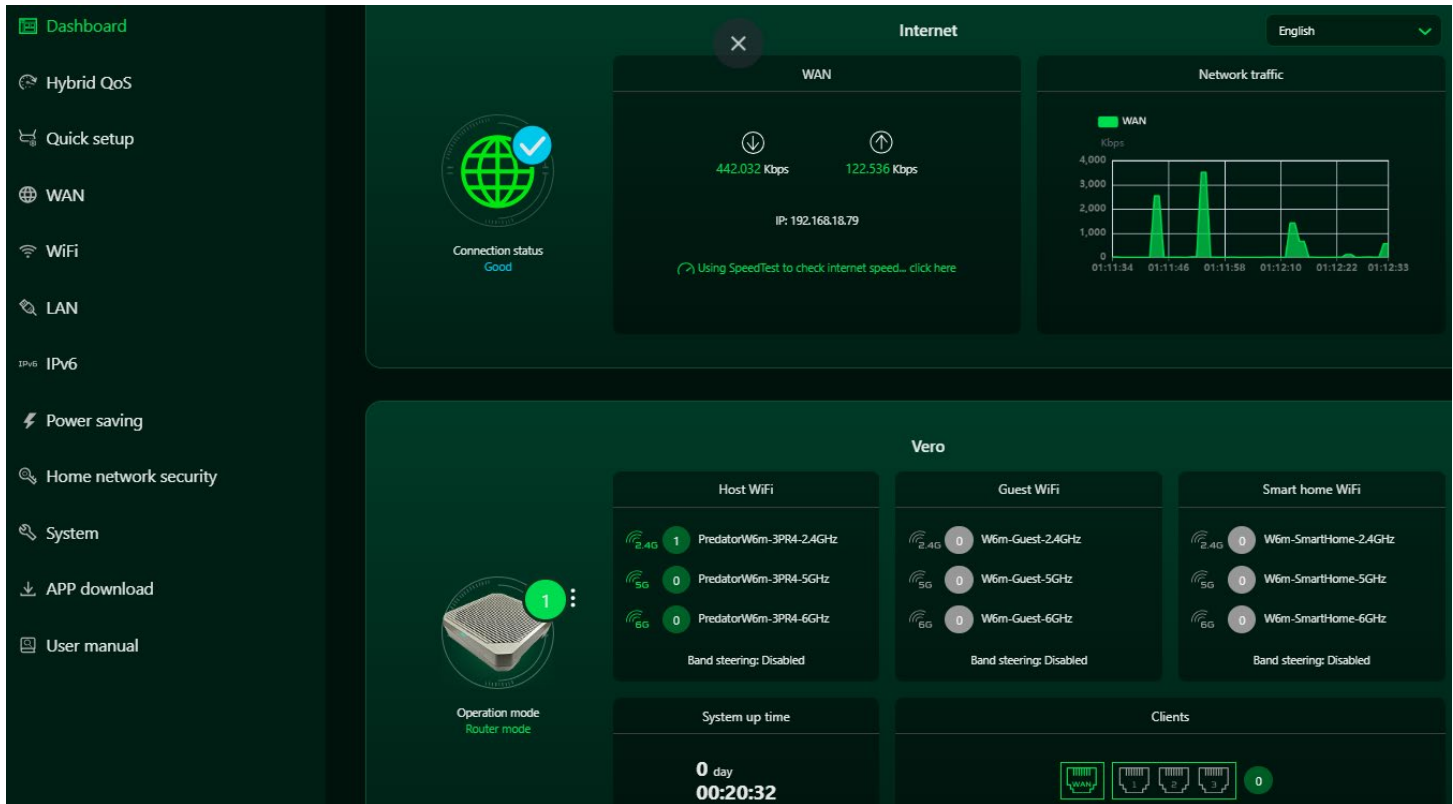 Dashboard
Hybrid QoS
Quick setup
WAN
WiFi
LAN
IPv6 IPv6
Power saving
Home network security
System
APP download
User manual
Internet
English
Connection status
Good
WAN
442.032 Kbps
122.536 Kbps
IP: 192.168.18.79
Using SpeedTest to check internet speed... click here
Network traffic
WAN
Kbps
4,000
3,000
2,000
1,000
0
01:11:34 01:11:46 01:11:58 01:12:10 01:12:22 01:12:33
Vero
1
Operation mode
Router mode
Host WiFi
2.4G 1 PredatorW6m-3PR4-2.4GHz
5G 0 PredatorW6m-3PR4-5GHz
6G 0 PredatorW6m-3PR4-6GHz
Band steering: Disabled
Guest WiFi
2.4G 0 W6m-Guest-2.4GHz
5G 0 W6m-Guest-5GHz
6G 0 W6m-Guest-6GHz
Band steering: Disabled
Smart home WiFi
2.4G 0 W6m-SmartHome-2.4GHz
5G 0 W6m-SmartHome-5GHz
6G 0 W6m-SmartHome-6GHz
Band steering: Disabled
System up time
0 day
00:20:32
Clients
WAN 1 2 3 0